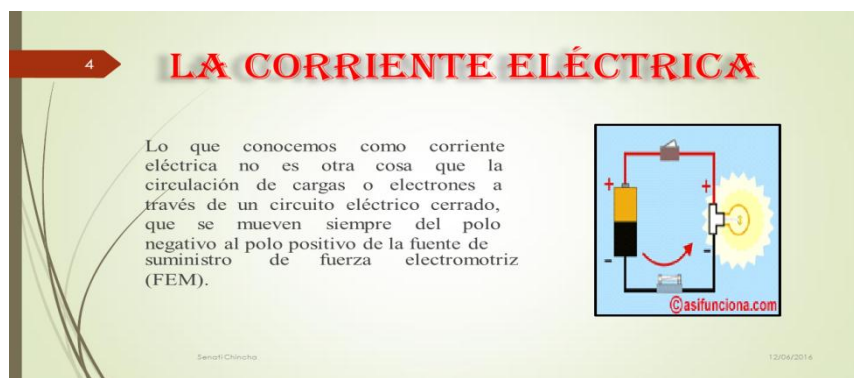 4
LA CORRIENTE ELÉCTRICA
Lo que conocemos como corriente
eléctrica no es otra cosa que la
circulación de cargas o electrones a
través de un circuito eléctrico cerrado,
que se mueven siempre del polo
negativo al polo positivo de la fuente de
suministro de fuerza electromotriz
(FEM).
+ +
- -
©asifunciona.com
Senati Chincha 12/06/2016